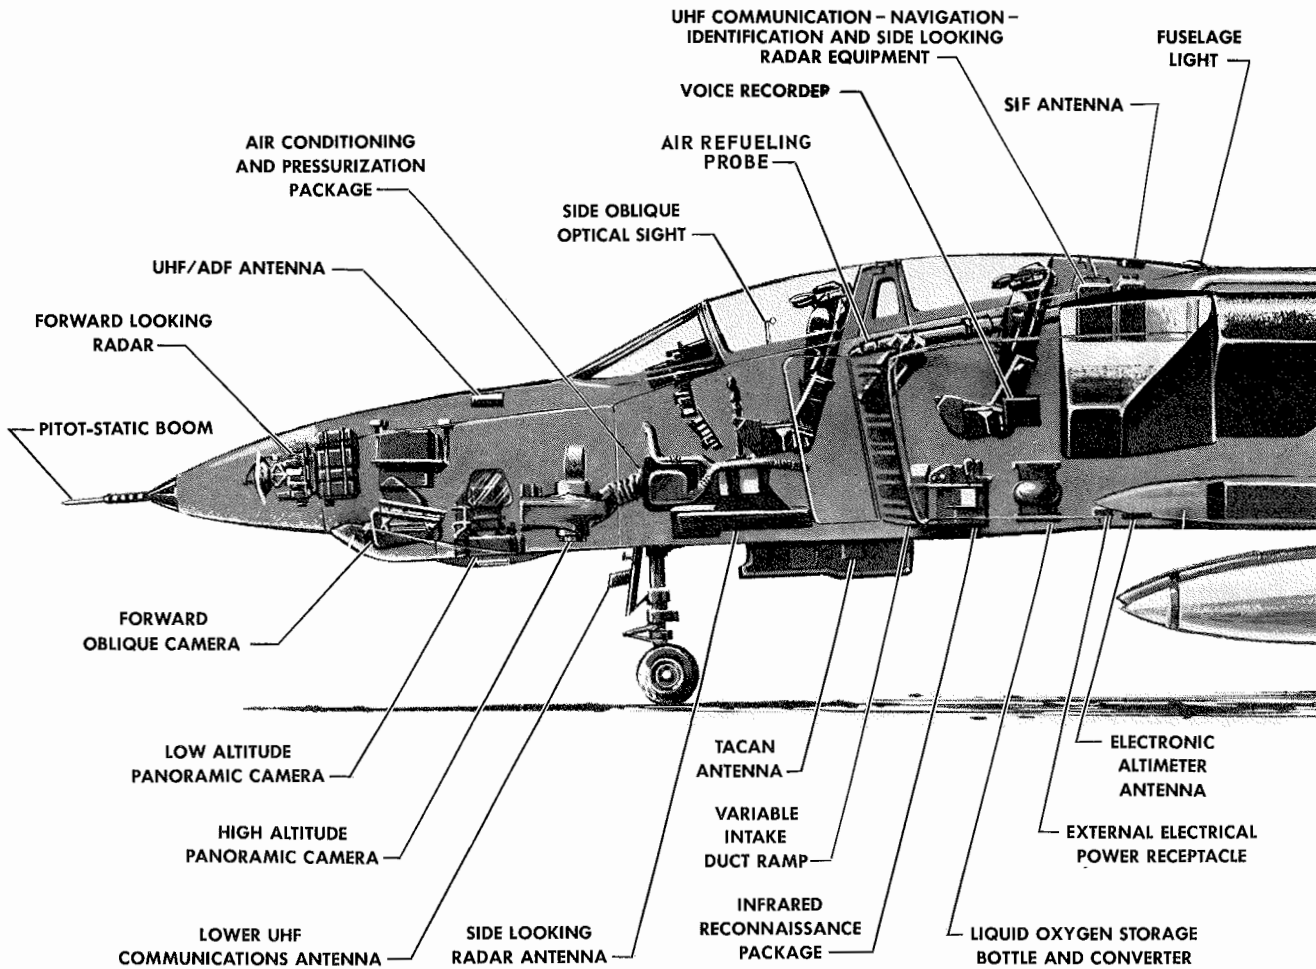 UHF COMMUNICATION – NAVIGATION –
IDENTIFICATION AND SIDE LOOKING
RADAR EQUIPMENT
FUSELAGE
LIGHT
VOICE RECORDER
SIF ANTENNA
AIR CONDITIONING
AND PRESSURIZATION
PACKAGE
AIR REFUELING
PROBE
SIDE OBLIQUE
OPTICAL SIGHT
UHF/ADF ANTENNA
FORWARD LOOKING
RADAR
PITOT-STATIC BOOM
FORWARD
OBLIQUE CAMERA
LOW ALTITUDE
PANORAMIC CAMERA
TACAN
ANTENNA
ELECTRONIC
ALTIMETER
ANTENNA
HIGH ALTITUDE
PANORAMIC CAMERA
VARIABLE
INTAKE
DUCT RAMP
EXTERNAL ELECTRICAL
POWER RECEPTACLE
LOWER UHF
COMMUNICATIONS ANTENNA
SIDE LOOKING
RADAR ANTENNA
INFRARED
RECONNAISSANCE
PACKAGE
LIQUID OXYGEN STORAGE
BOTTLE AND CONVERTER